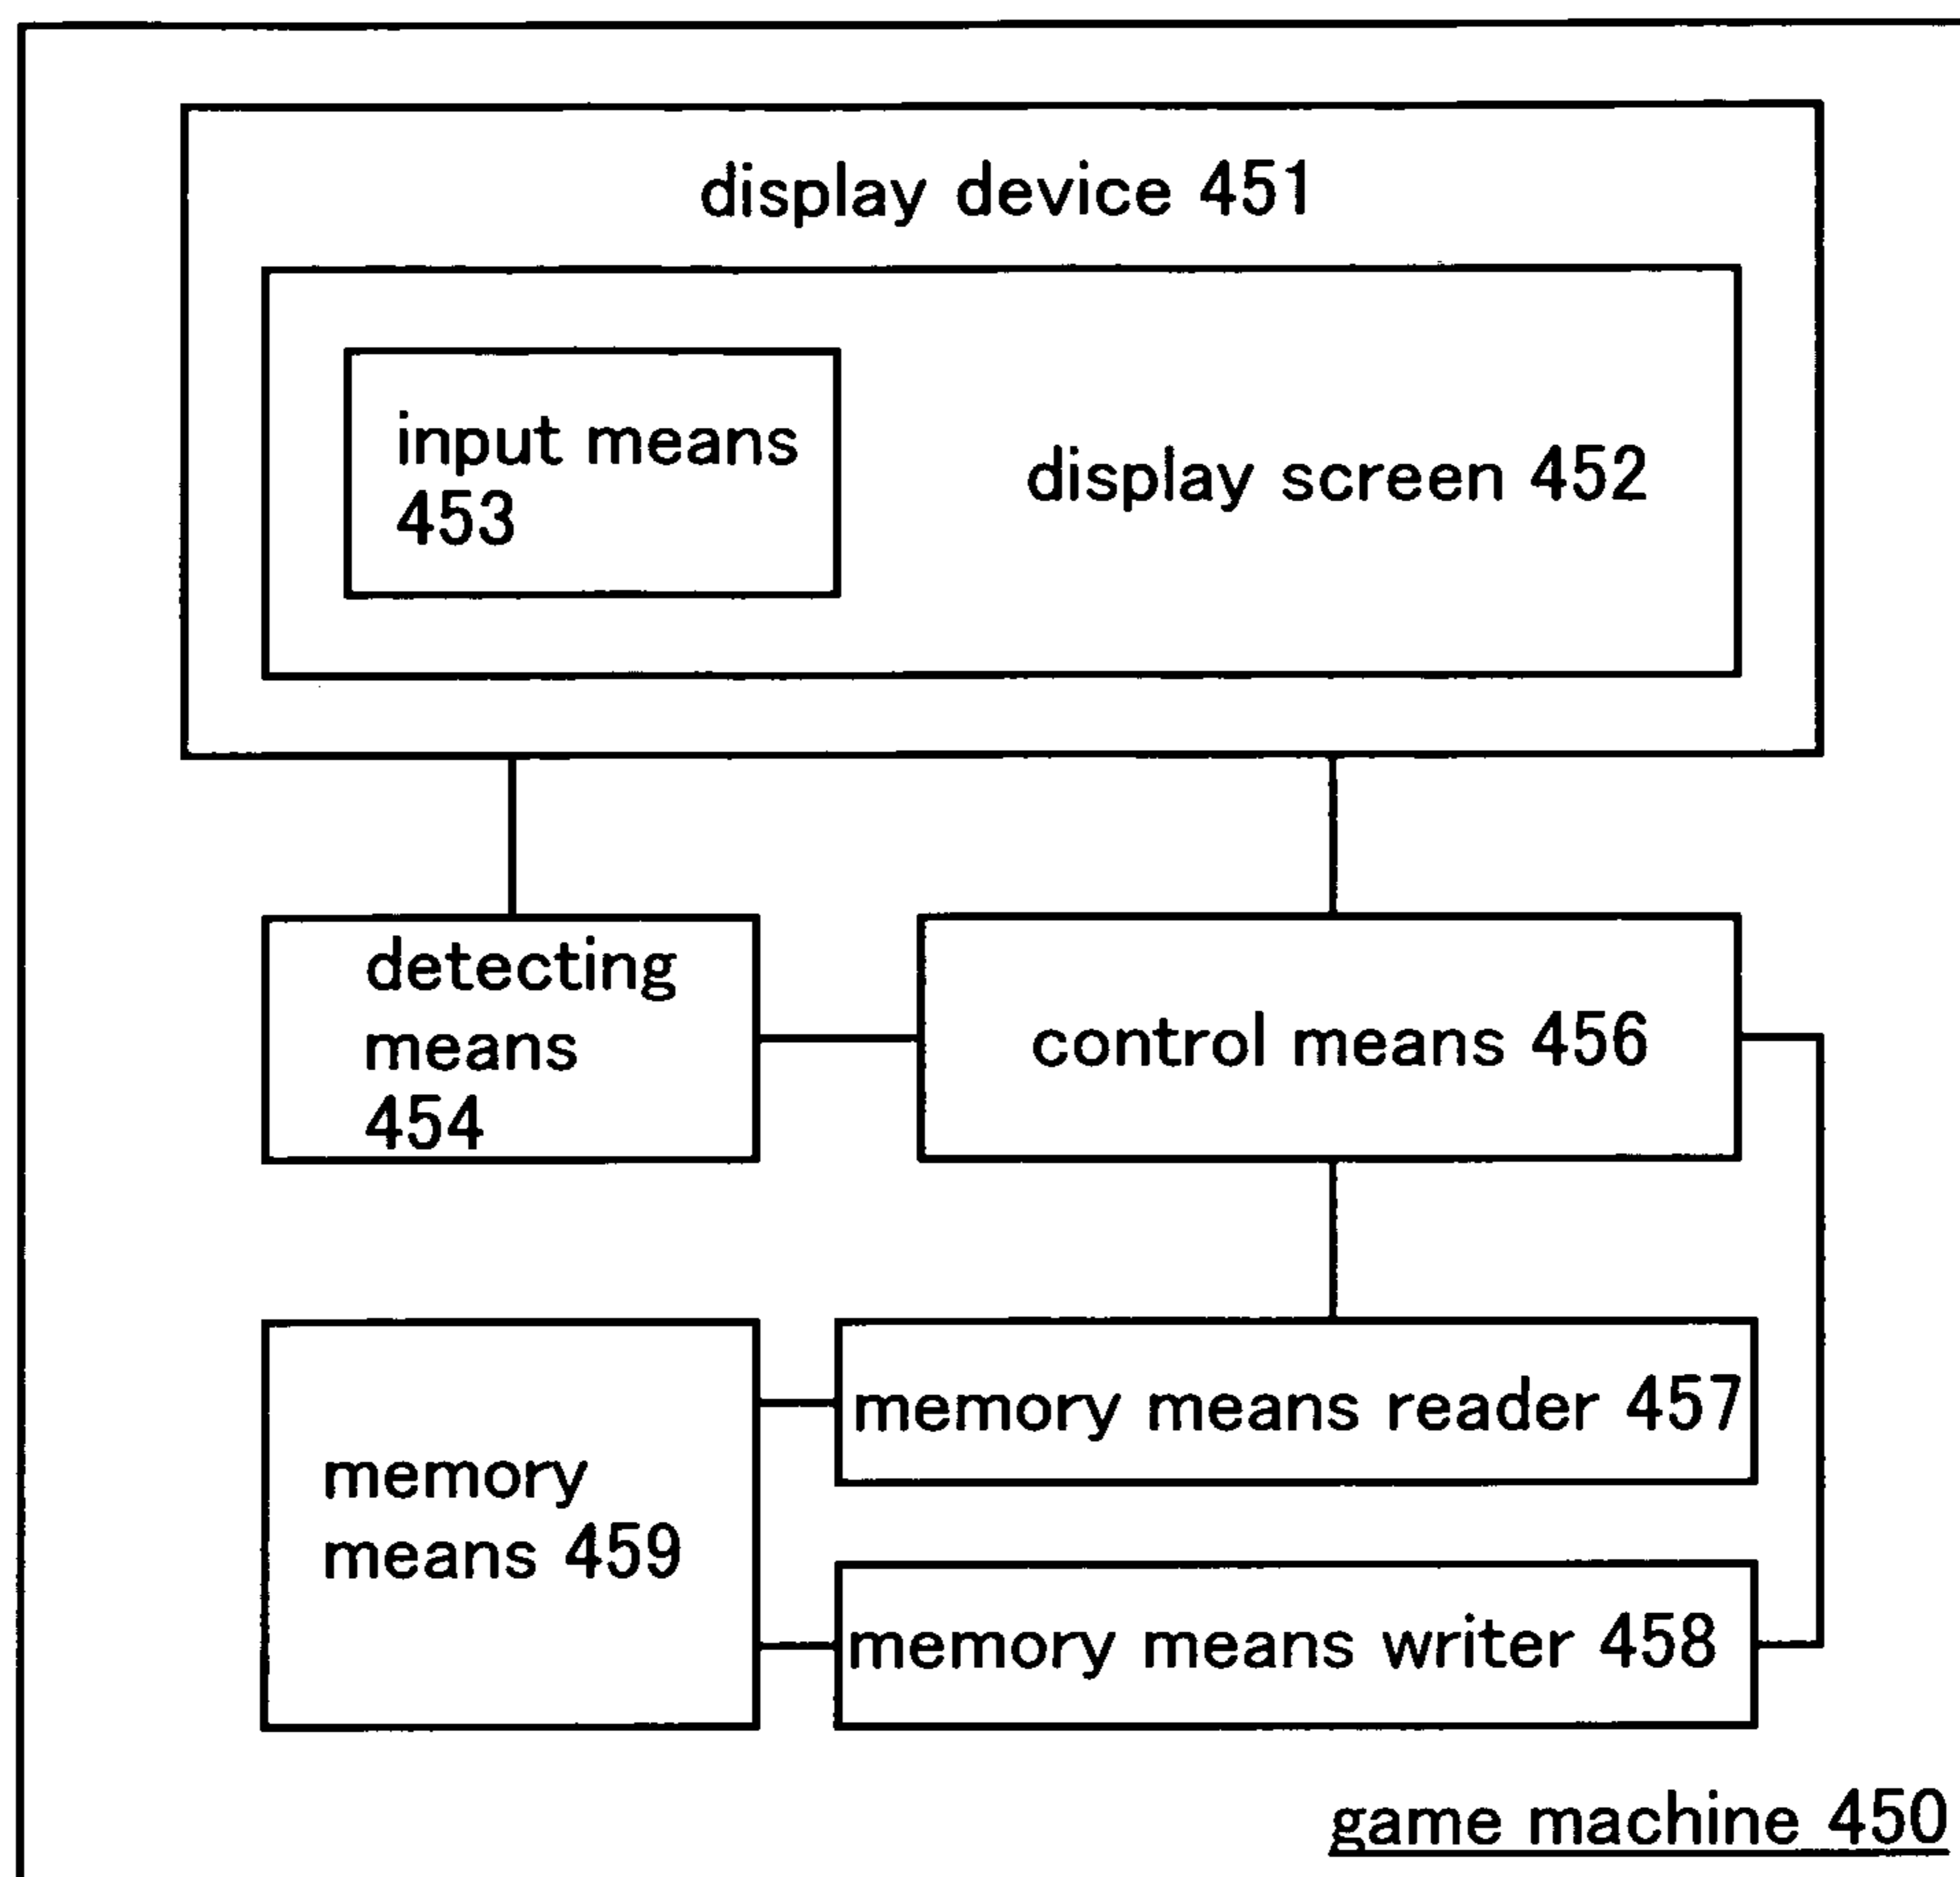 display device 451
input means
453
display screen 452
detecting
means
454
control means 456
memory
means 459
memory means reader 457
memory means writer 458
game machine 450